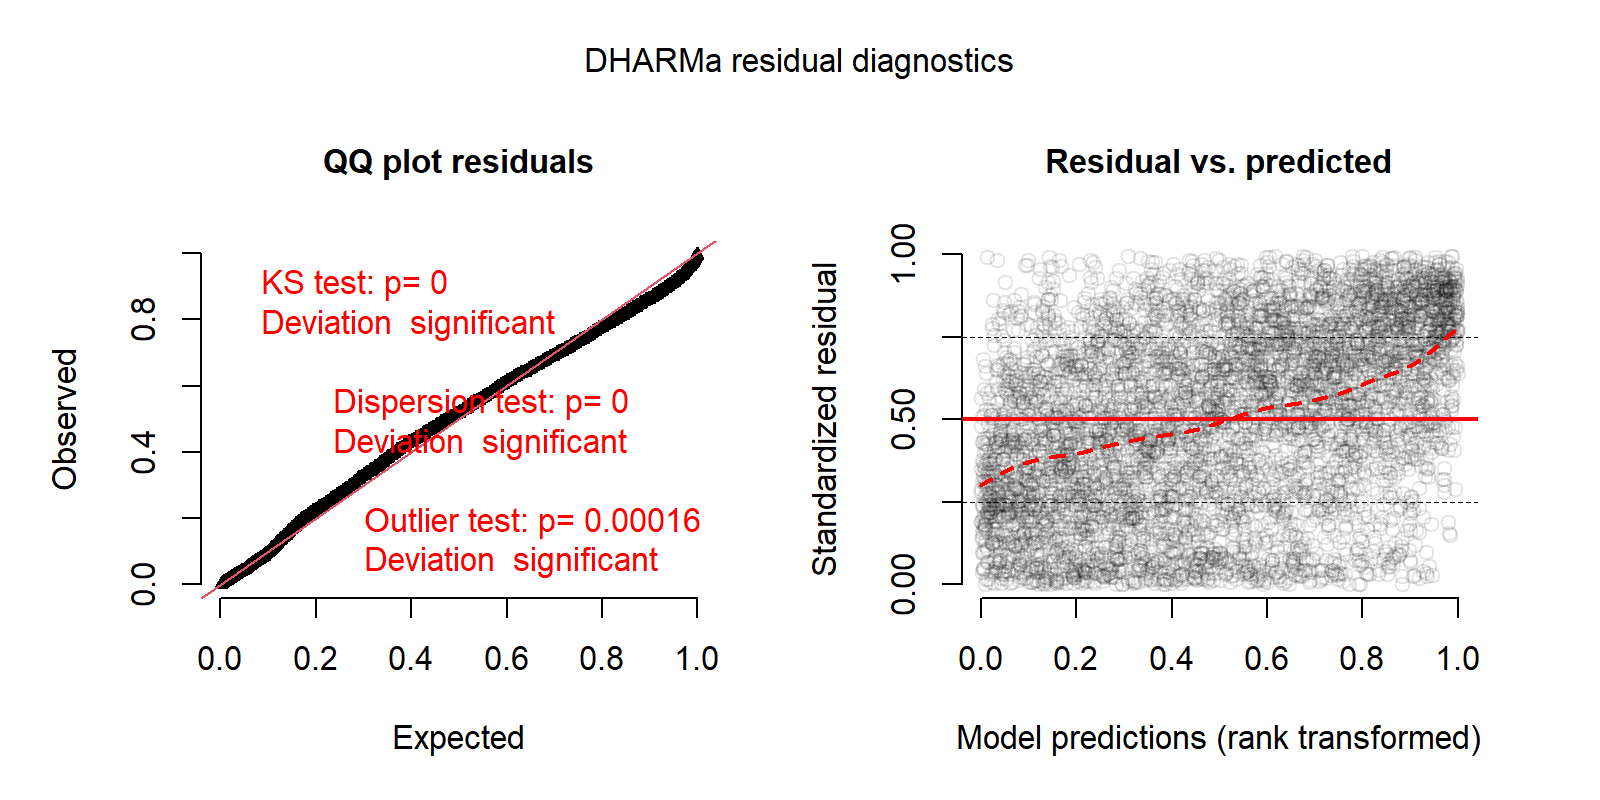 DHARMa residual diagnostics
QQ plot residuals
KS test: p= 0
Deviation  significant
Dispersion test: p= 0
Deviation  significant
Outlier test: p= 0.00016
Deviation  significant
Observed
0.0 0.4 0.8
0.0 0.2 0.4 0.6 0.8 1.0
Expected
Residual vs. predicted
Standardized residual
0.00 0.50 1.00
0.0 0.2 0.4 0.6 0.8 1.0
Model predictions (rank transformed)